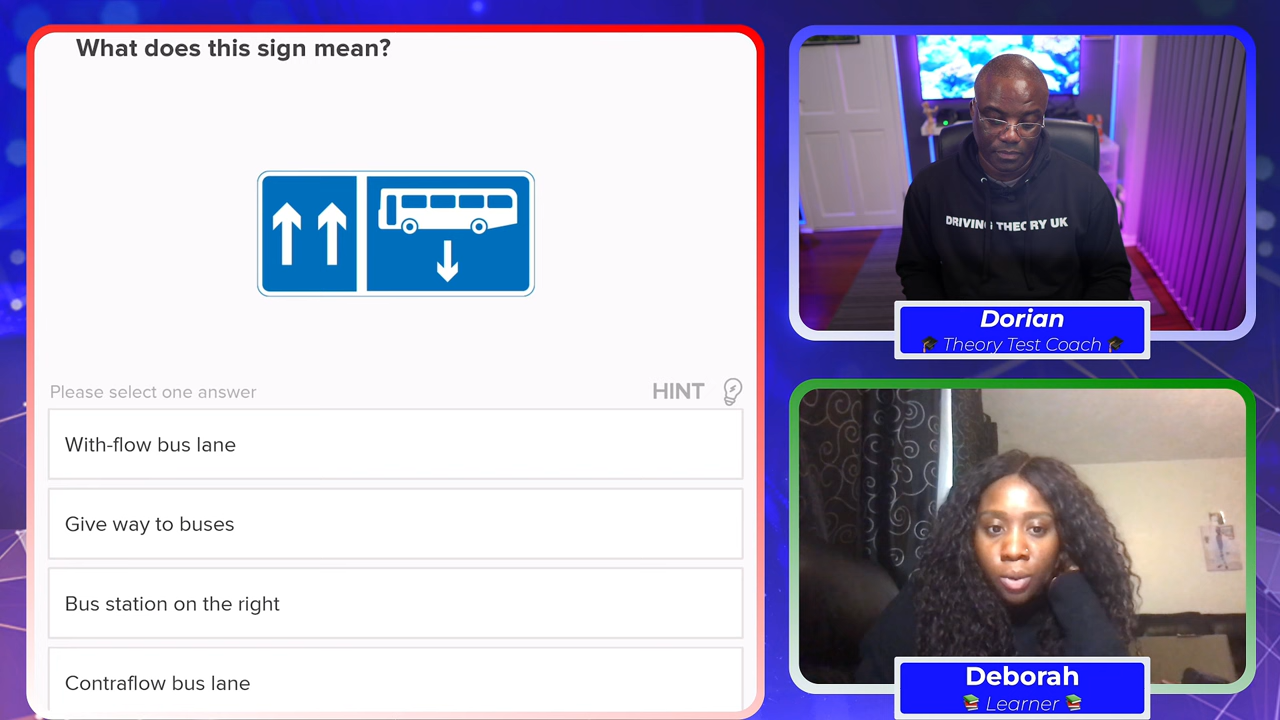 What does this sign mean?
Please select one answer
HINT
With-flow bus lane
Give way to buses
Bus station on the right
Contraflow bus lane
DRIVING THEORY UK
Dorian
Theory Test Coach
Deborah
Learner